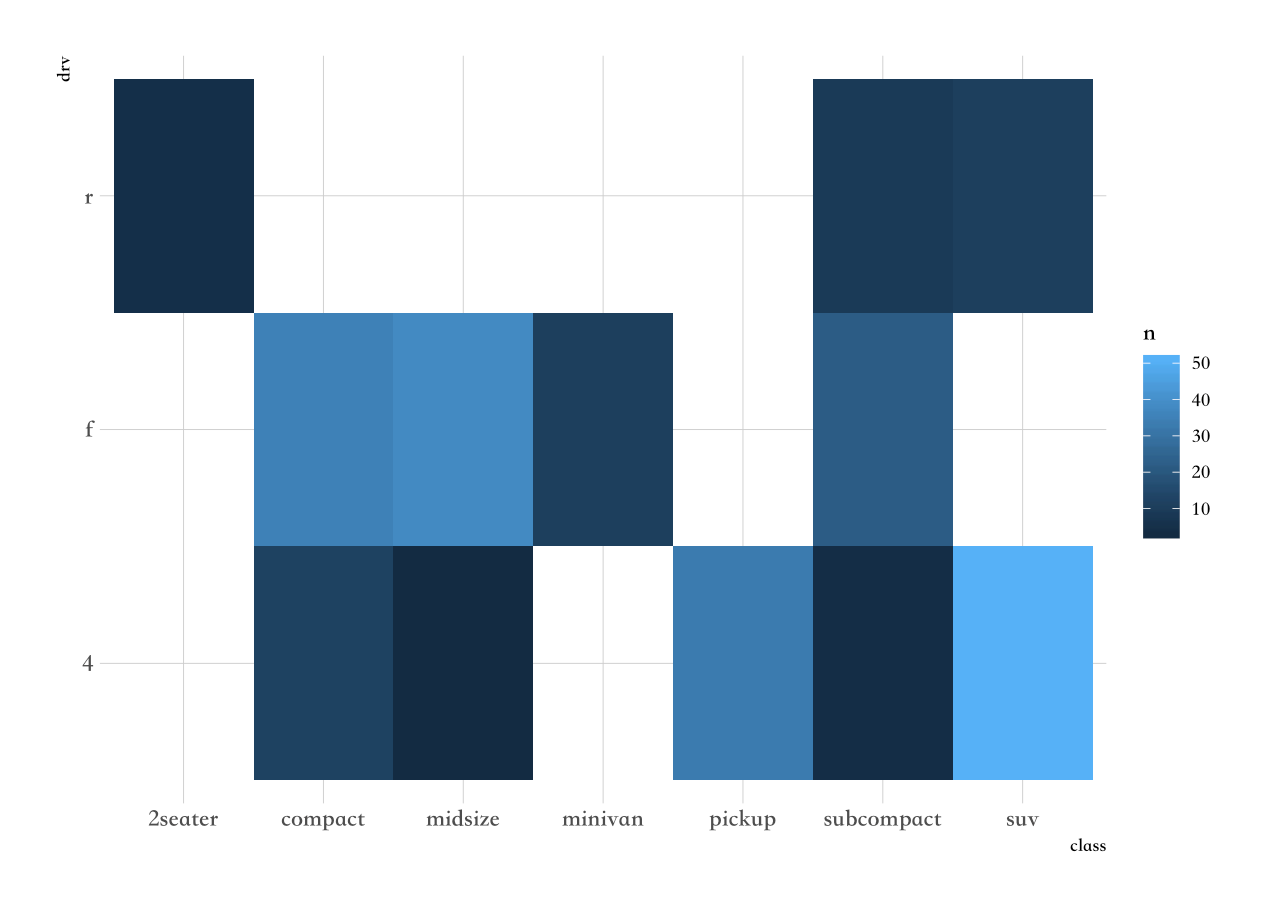 drv
r
f
4
2seater compact midsize minivan pickup subcompact suv
class
n
50
40
30
20
10